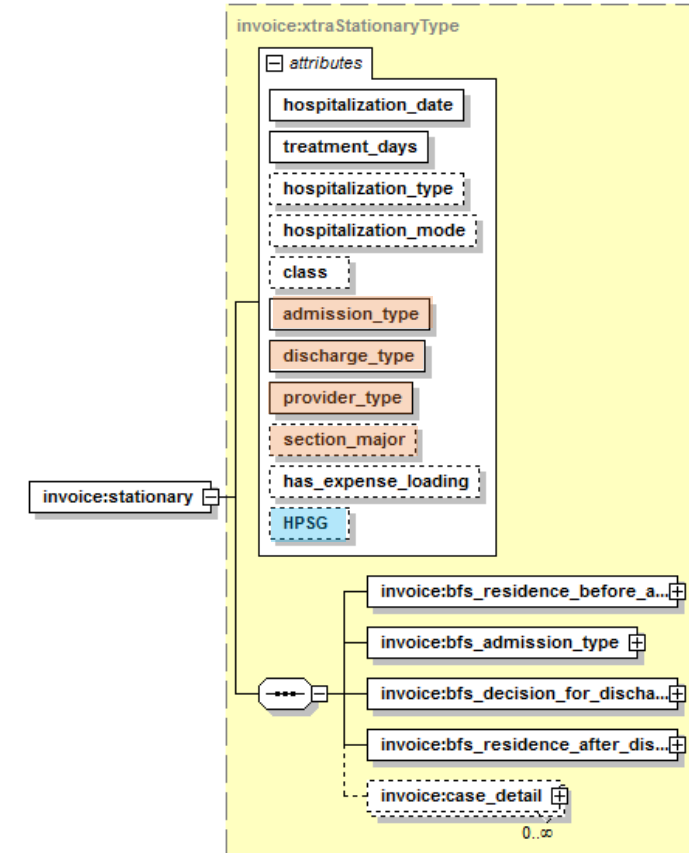 invoice:xtraStationaryType
attributes
hospitalization_date
treatment_days
hospitalization_type
hospitalization_mode
class
admission_type
discharge_type
provider_type
section_major
has_expense_loading
HPSG
invoice:stationary
invoice:bfs_residence_before_a...
invoice:bfs_admission_type
invoice:bfs_decision_for_discha...
invoice:bfs_residence_after_dis...
invoice:case_detail
0..∞